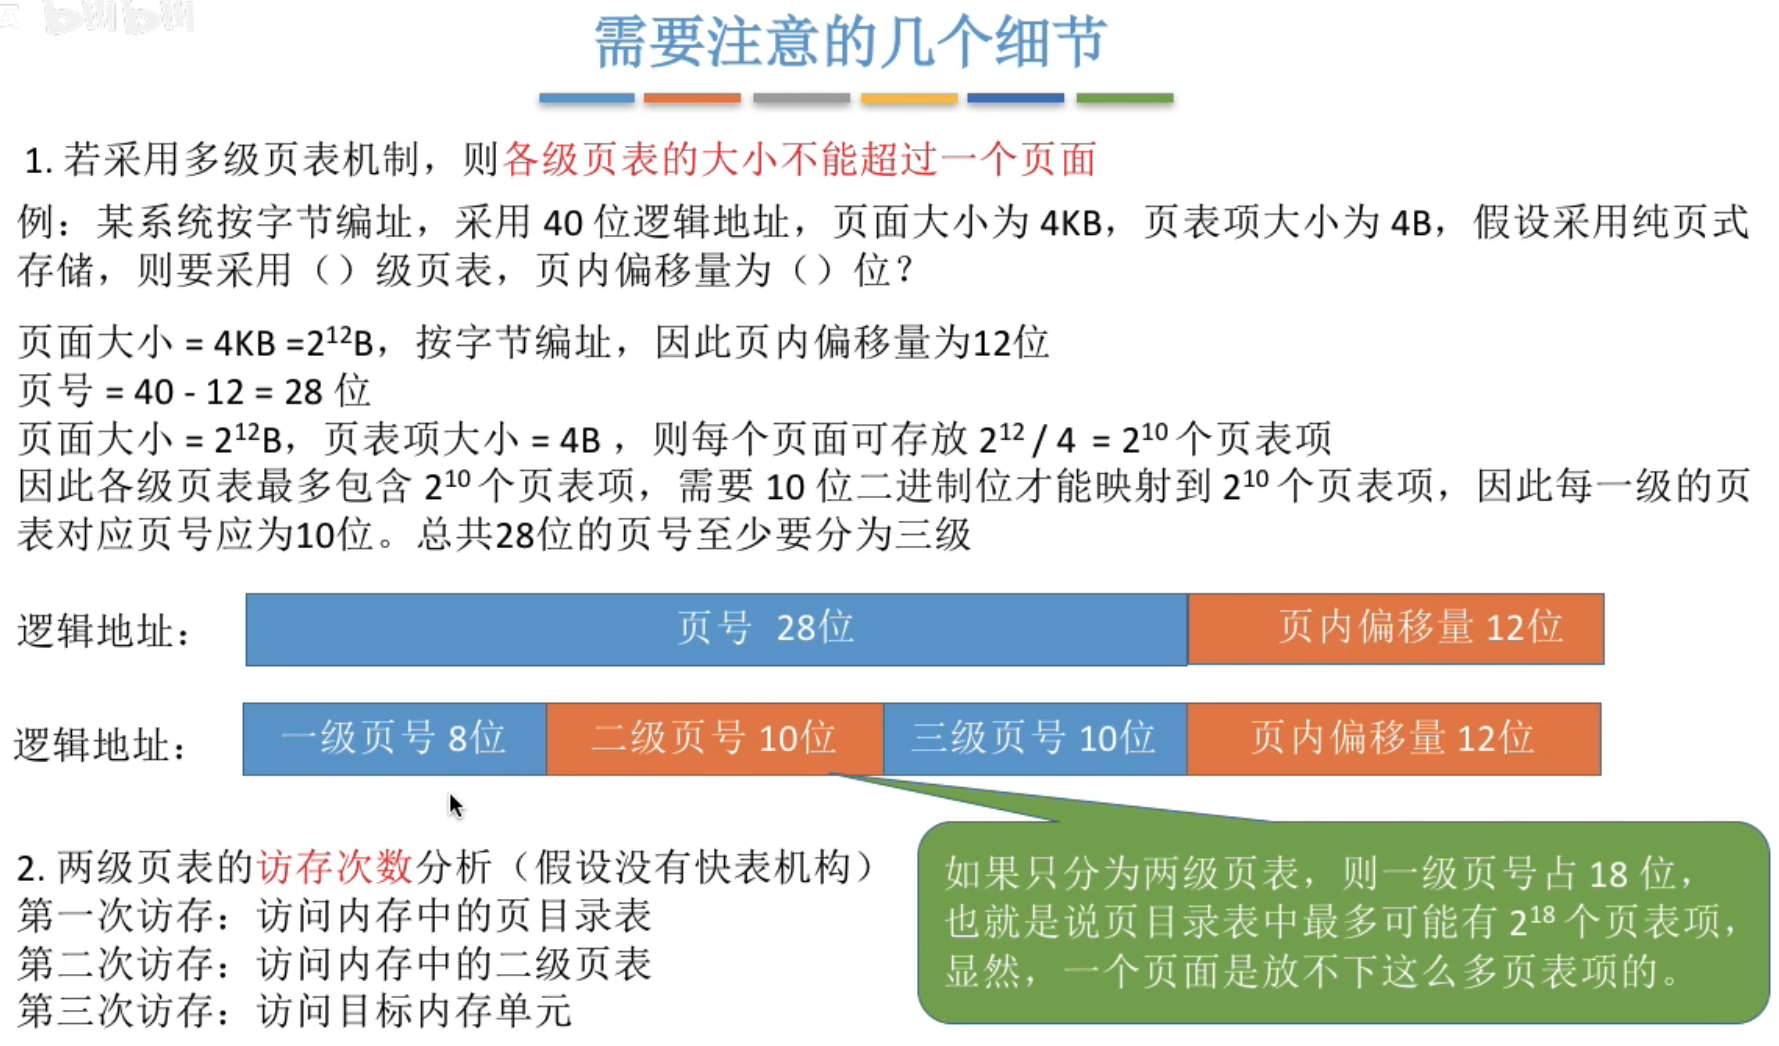 bilibili
需要注意的几个细节
1. 若采用多级页表机制，则各级页表的大小不能超过一个页面
例：某系统按字节编址，采用 40 位逻辑地址，页面大小为 4KB，页表项大小为 4B，假设采用纯页式
存储，则要采用（）级页表，页内偏移量为（）位？
页面大小 = 4KB =2¹²B，按字节编址，因此页内偏移量为12位
页号 = 40 - 12 = 28 位
页面大小 = 2¹²B，页表项大小 = 4B ，则每个页面可存放 2¹² / 4 = 2¹⁰ 个页表项
因此各级页表最多包含 2¹⁰ 个页表项，需要 10 位二进制位才能映射到 2¹⁰ 个页表项，因此每一级的页
表对应页号应为10位。总共28位的页号至少要分为三级
逻辑地址： 页号 28位 页内偏移量 12位
逻辑地址： 一级页号 8位 二级页号 10位 三级页号 10位 页内偏移量 12位
2. 两级页表的访存次数分析（假设没有快表机构）
第一次访存：访问内存中的页目录表
第二次访存：访问内存中的二级页表
第三次访存：访问目标内存单元
如果只分为两级页表，则一级页号占 18 位，
也就是说页目录表中最多可能有 2¹⁸ 个页表项，
显然，一个页面是放不下这么多页表项的。